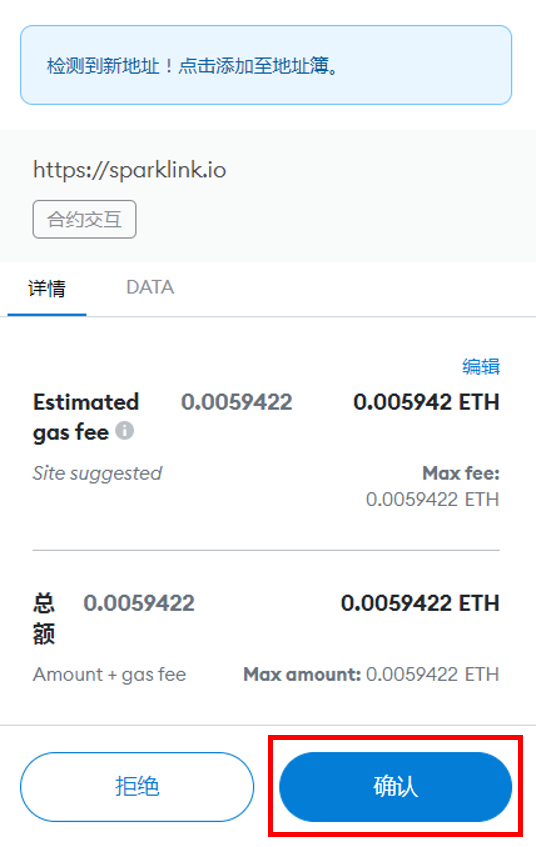 检测到新地址！点击添加至地址簿。
https://sparklink.io
合约交互
详情 DATA
编辑
Estimated gas fee 0.0059422 0.005942 ETH
Site suggested Max fee:
0.0059422 ETH
总额 0.0059422 0.0059422 ETH
Amount + gas fee Max amount: 0.0059422 ETH
拒绝 确认